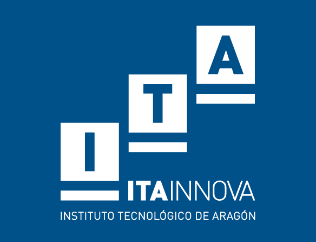 I T A
ITAINNOVA
INSTITUTO TECNOLÓGICO DE ARAGÓN